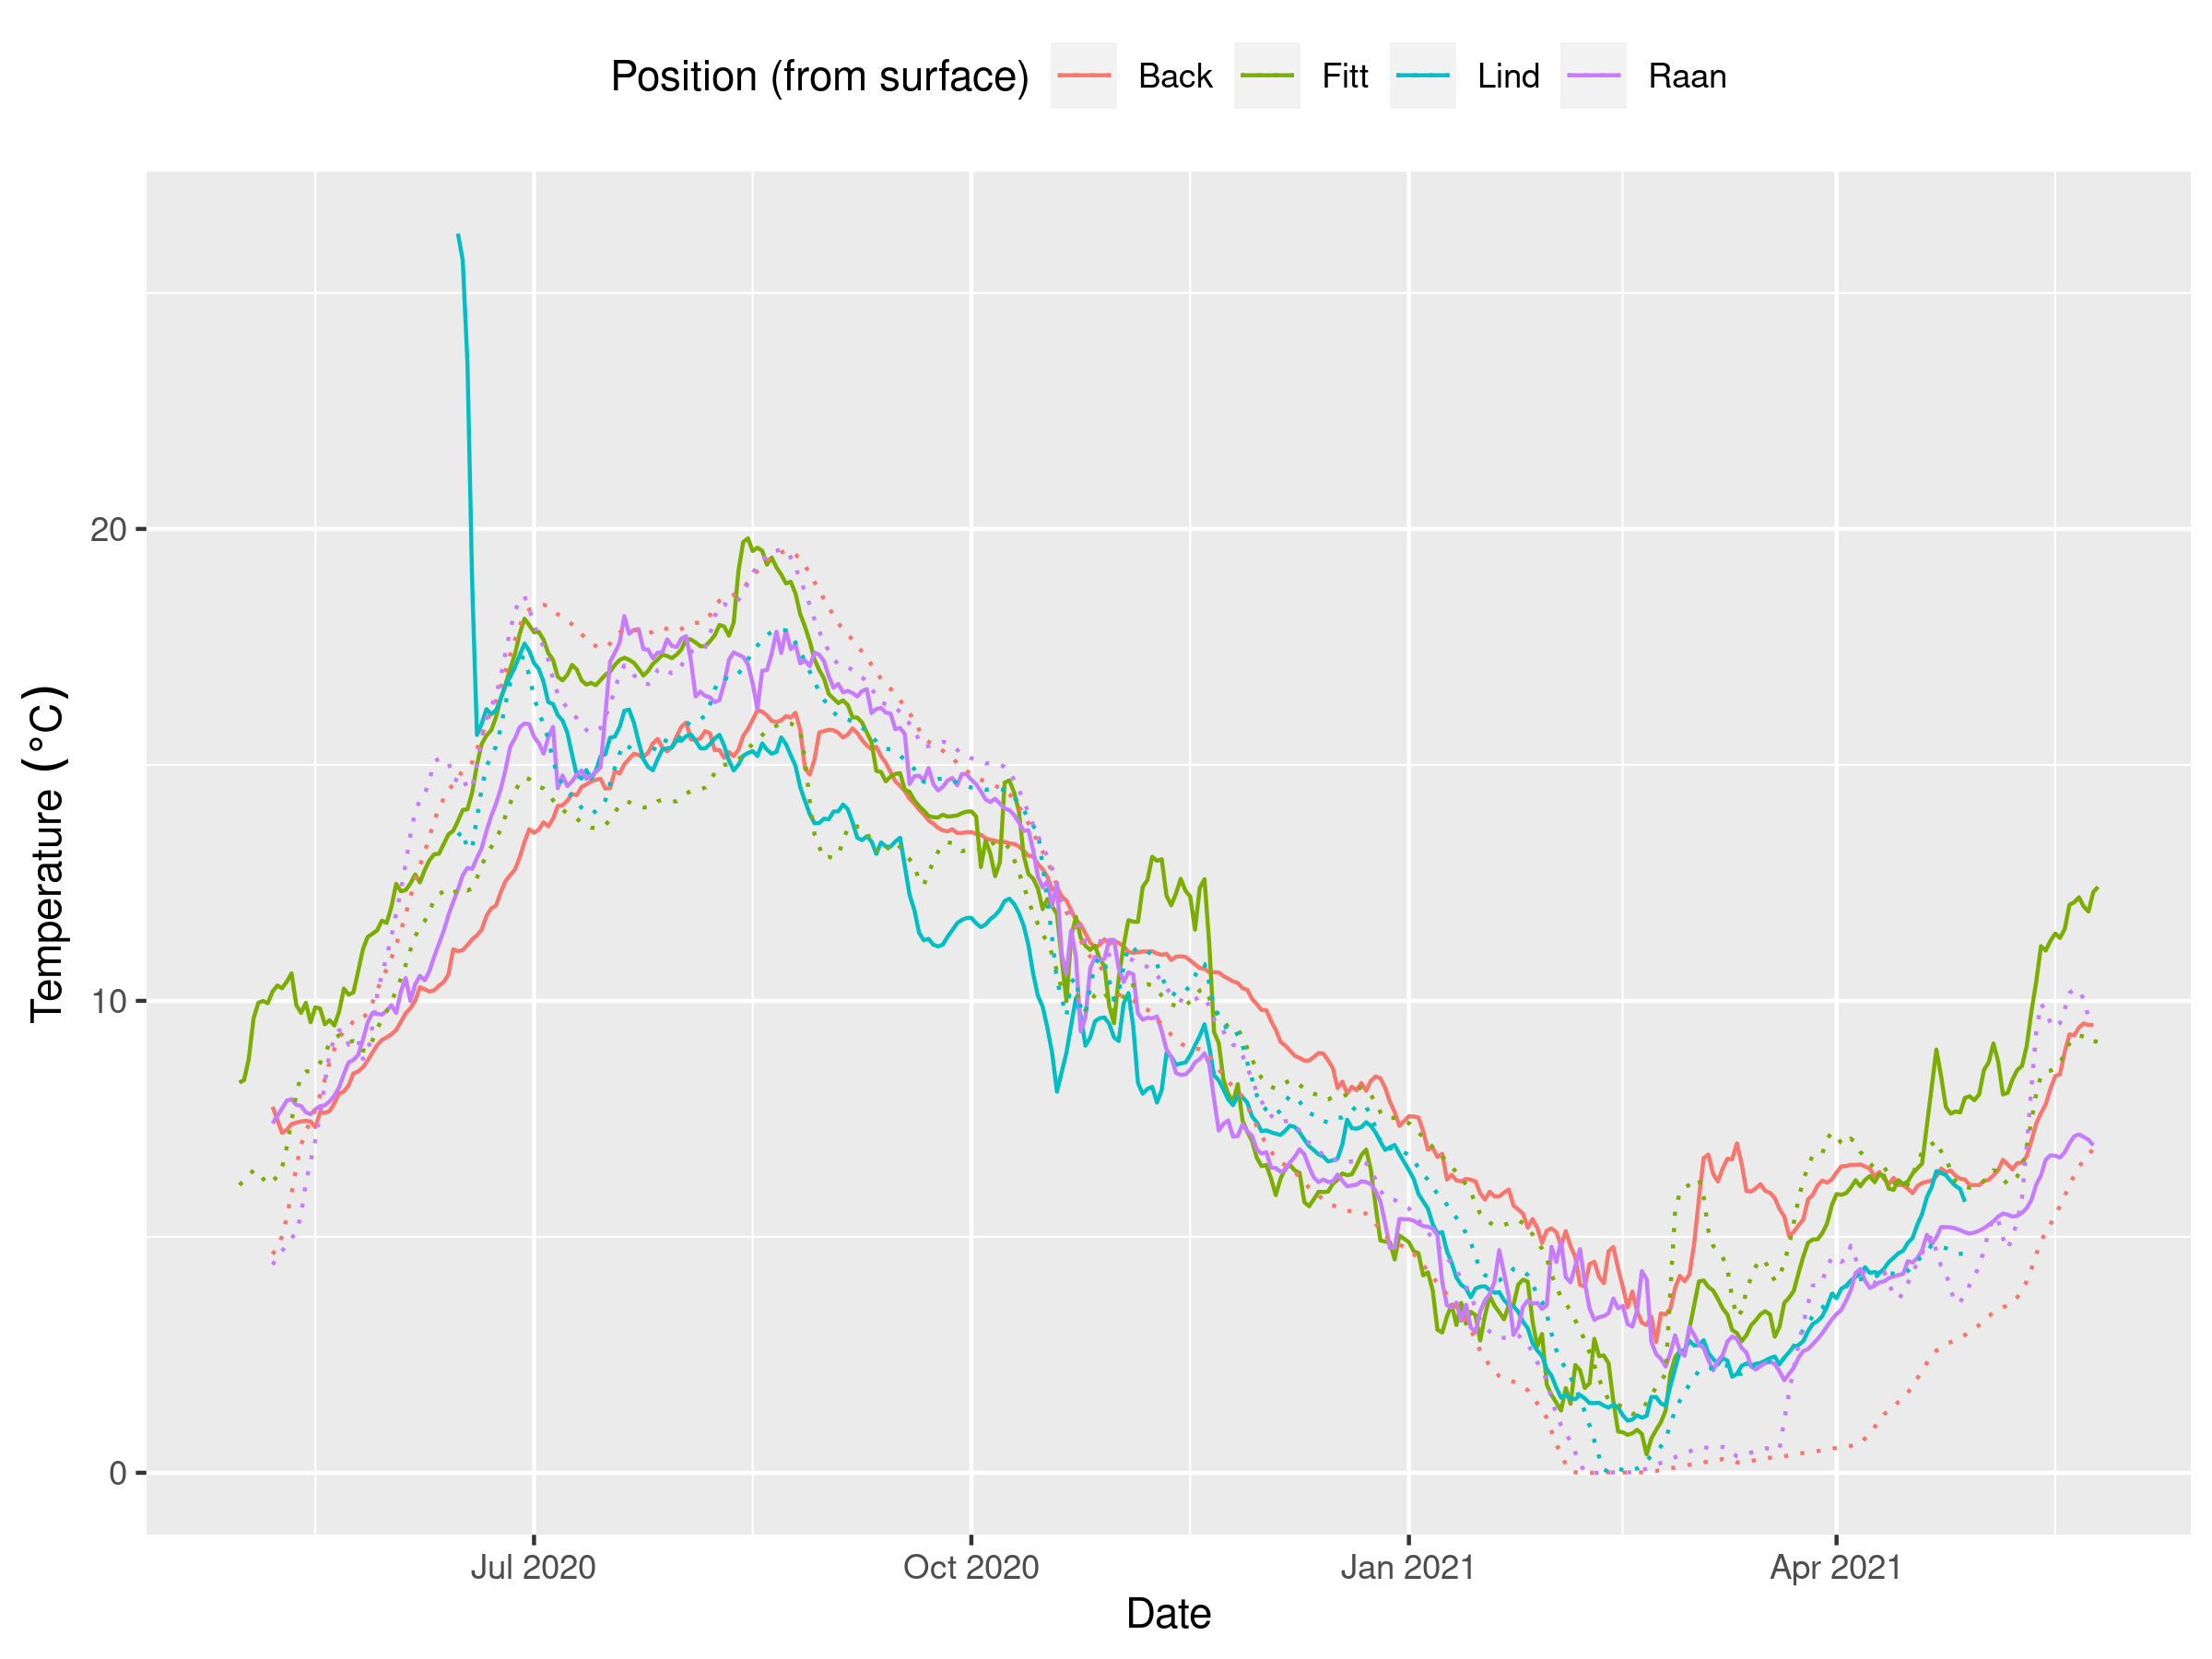 Position (from surface) Back Fitt Lind Raan
Temperature (°C)
20
10
0
Jul 2020 Oct 2020 Jan 2021 Apr 2021
Date